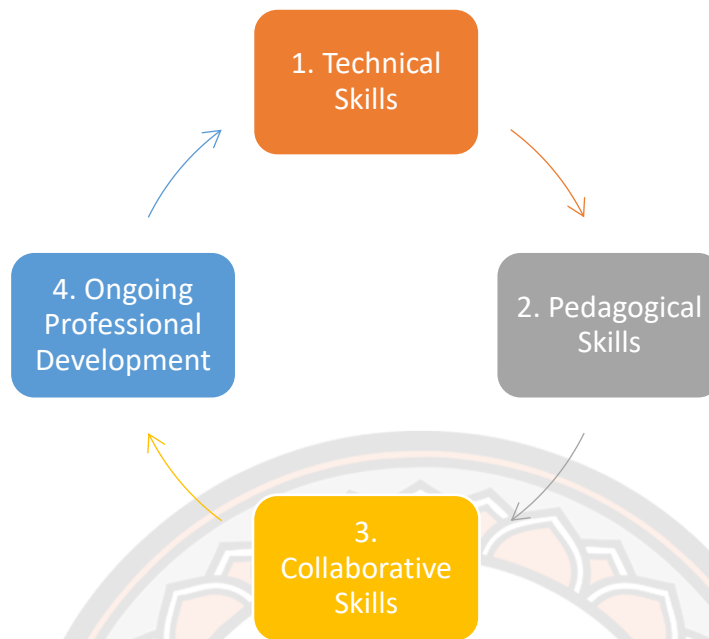 1. Technical
Skills
2. Pedagogical
Skills
3.
Collaborative
Skills
4. Ongoing
Professional
Development